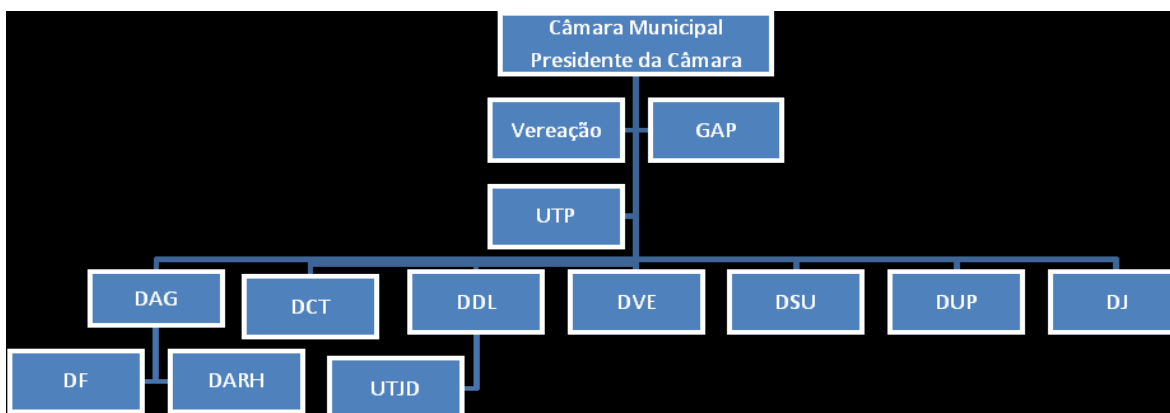 Câmara Municipal
Presidente da Câmara
Vereação
GAP
UTP
DAG
DCT
DDL
DVE
DSU
DUP
DJ
DF
DARH
UTJD